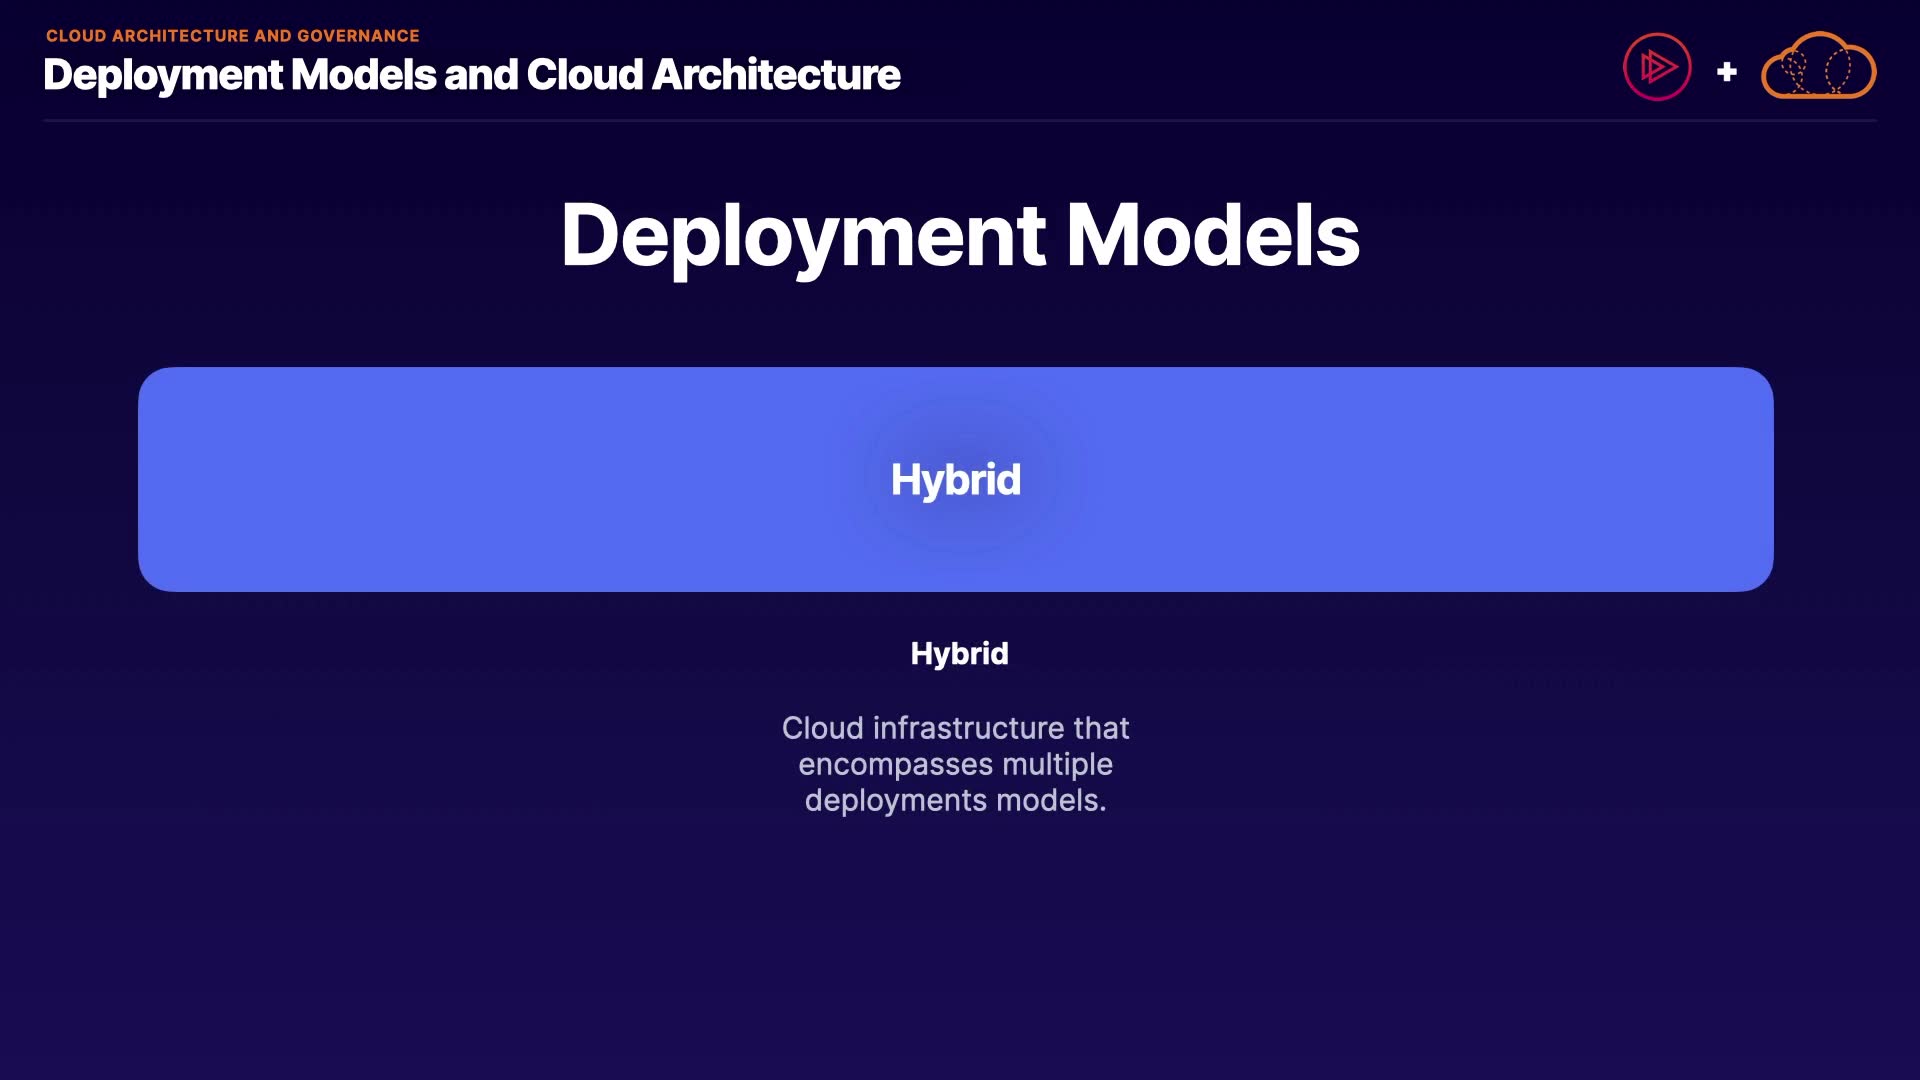 CLOUD ARCHITECTURE AND GOVERNANCE
Deployment Models and Cloud Architecture
+
Deployment Models
Hybrid
Hybrid
Cloud infrastructure that
encompasses multiple
deployments models.